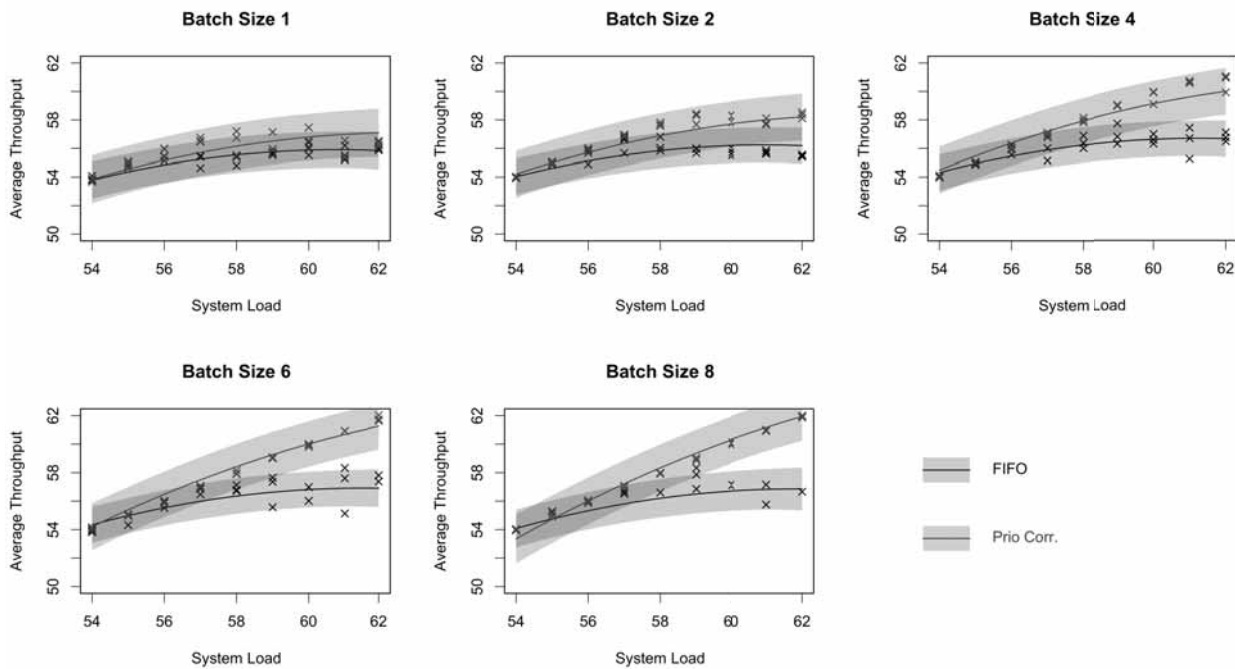 Batch Size 1
Average Throughput
62
58
54
50
54 56 58 60 62
System Load
Batch Size 2
Average Throughput
62
58
54
50
54 56 58 60 62
System Load
Batch Size 4
Average Throughput
62
58
54
50
54 56 58 60 62
System Load
Batch Size 6
Average Throughput
62
58
54
50
54 56 58 60 62
System Load
Batch Size 8
Average Throughput
62
58
54
50
54 56 58 60 62
System Load
FIFO
Prio Corr.